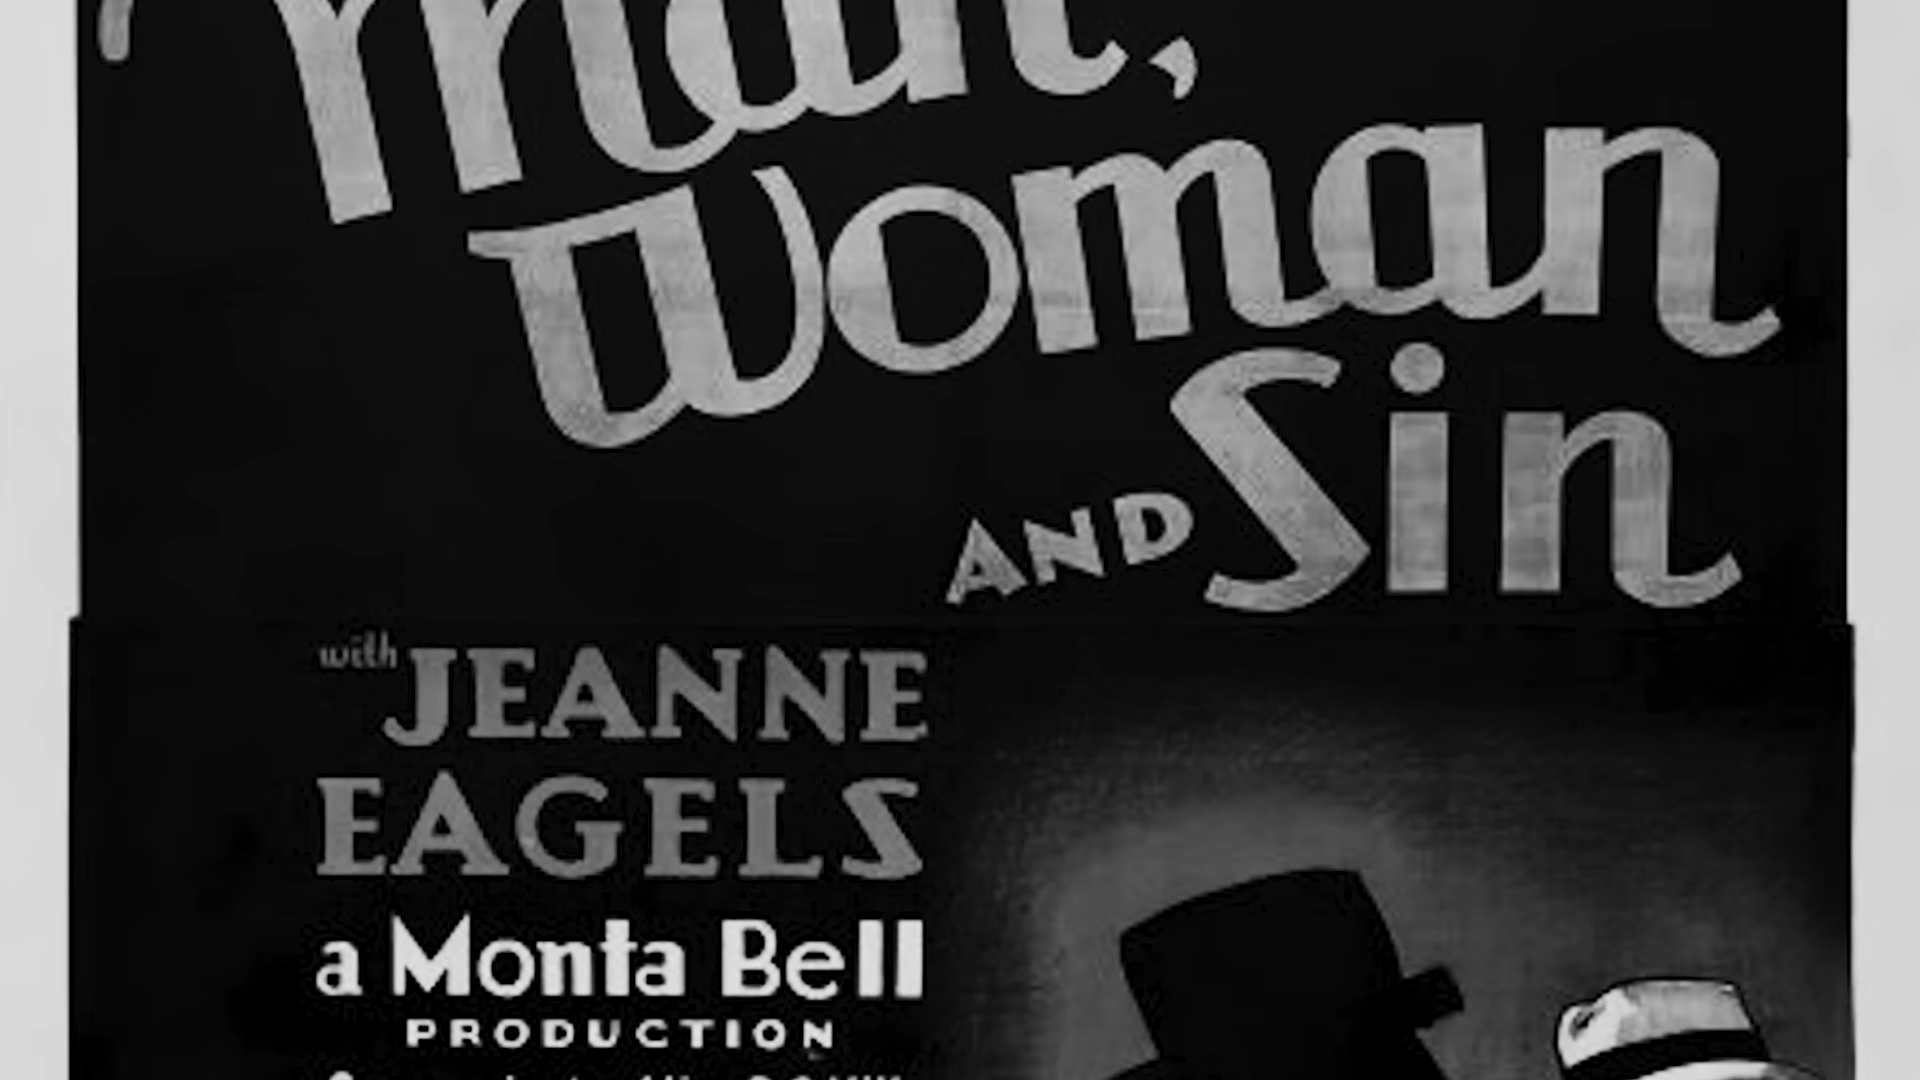 Man,
Woman
AND Sin
with JEANNE
EAGELS
a Monta Bell
PRODUCTION